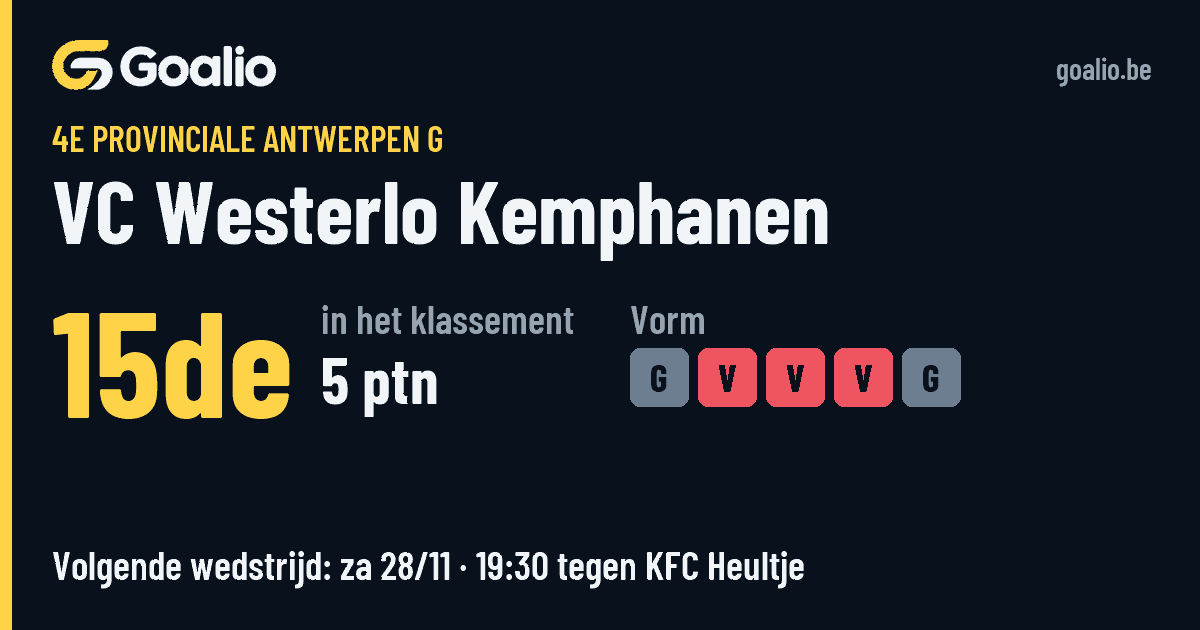 Goalio
goalio.be
4E PROVINCIALE ANTWERPEN G
VC Westerlo Kemphanen
15de
in het klassement
5 ptn
Vorm
G V V V G
Volgende wedstrijd: za 28/11 · 19:30 tegen KFC Heultje